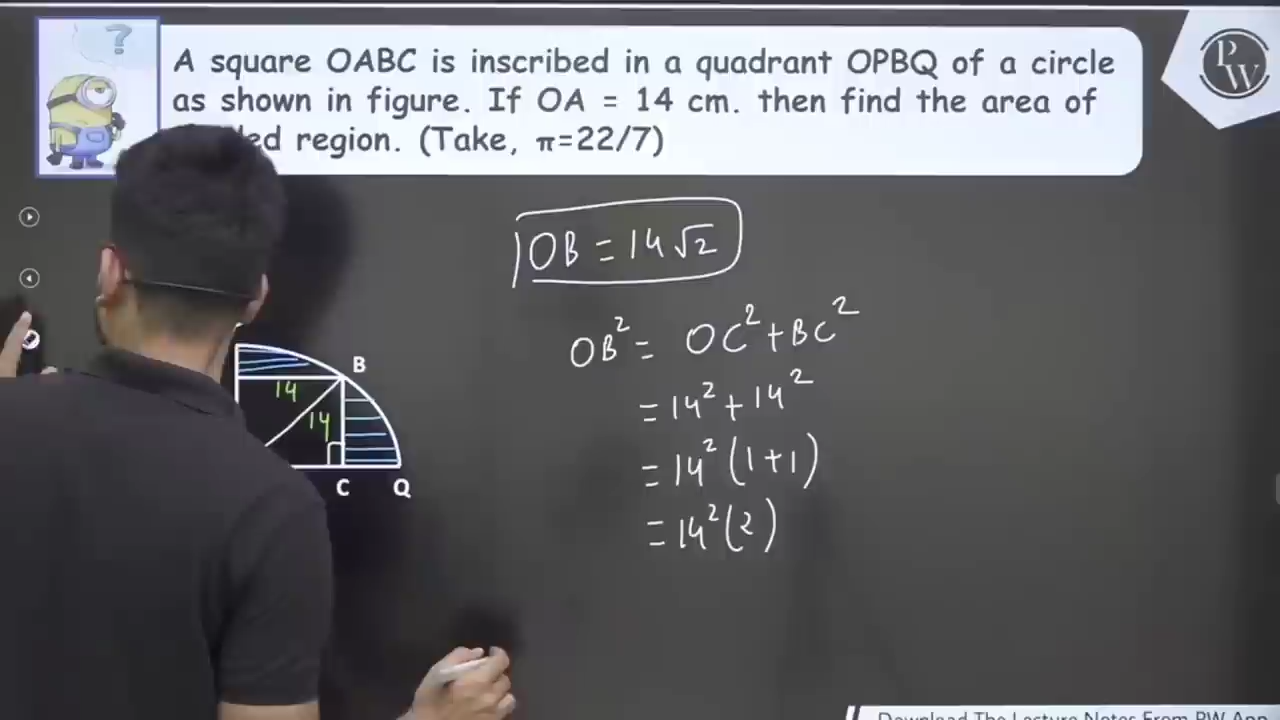 A square OABC is inscribed in a quadrant OPBQ of a circle
as shown in figure. If OA = 14 cm. then find the area of
region. (Take, π=22/7)
PW
?
OB = 14√2
OB² = OC² + BC²
= 14² + 14²
= 14² (1+1)
= 14² (2)
B
14
14
C Q